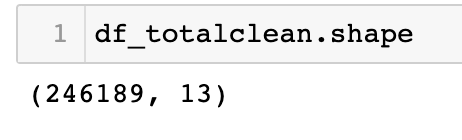 1 df_totalclean.shape
(246189, 13)